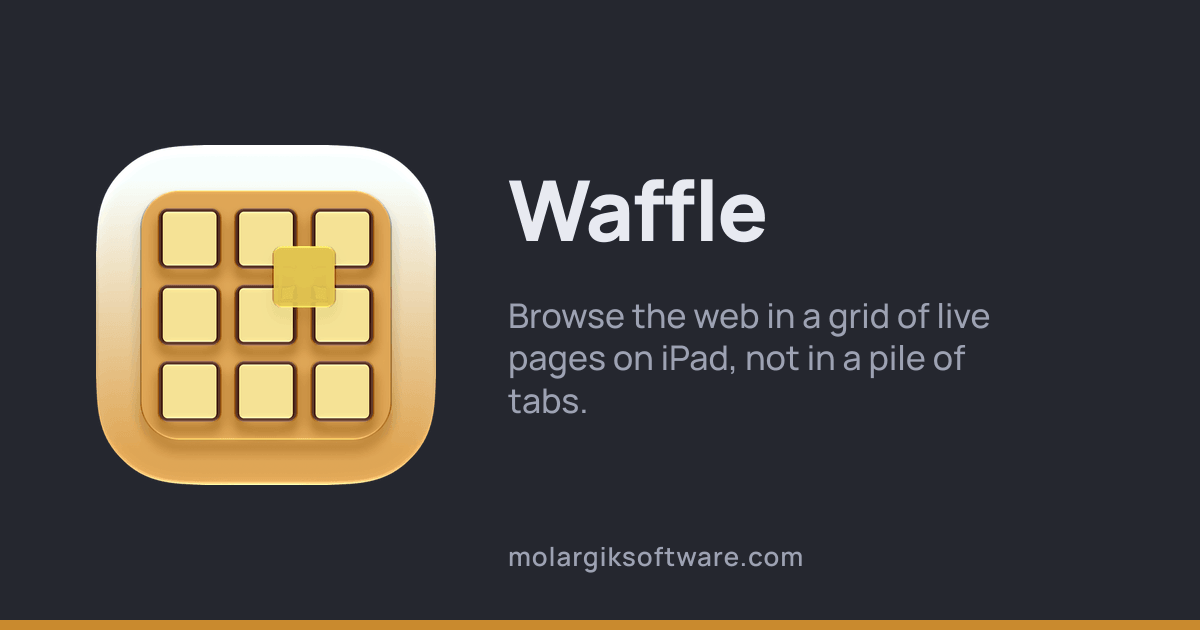 Waffle
Browse the web in a grid of live
pages on iPad, not in a pile of
tabs.
molargiksoftware.com